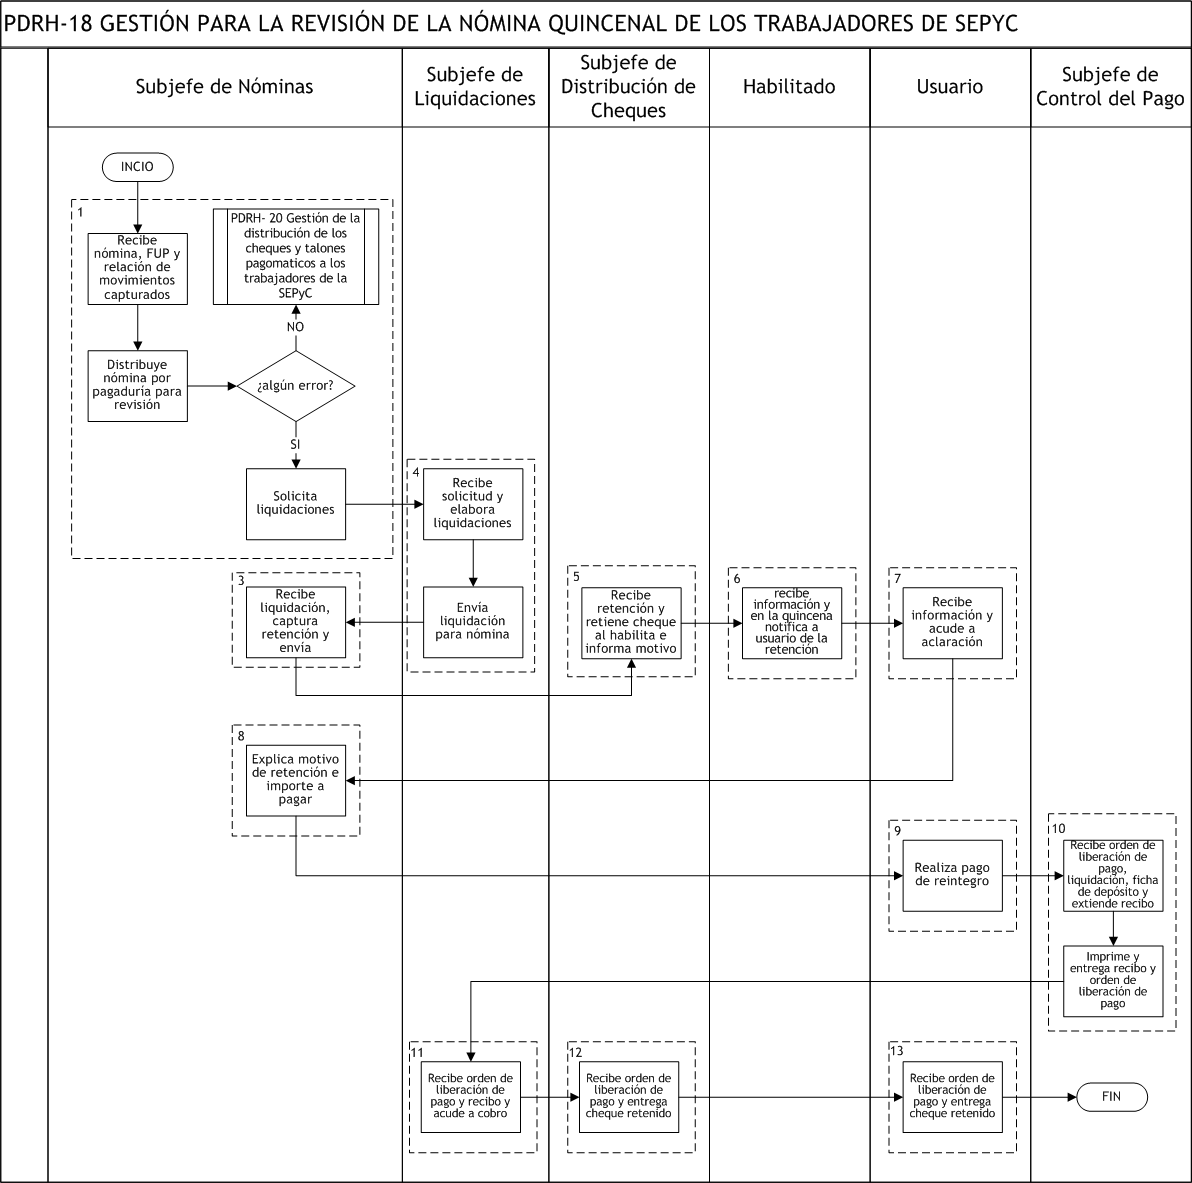 PDRH-18 GESTIÓN PARA LA REVISIÓN DE LA NÓMINA QUINCENAL DE LOS TRABAJADORES DE SEPYC
Subjefe de Nóminas
Subjefe de
Liquidaciones
Subjefe de
Distribución de
Cheques
Habilitado
Usuario
Subjefe de
Control del Pago
INCIO
1
Recibe
nómina, FUP y
relación de
movimientos
capturados
PDRH- 20 Gestión de la
distribución de los
cheques y talones
pagomaticos a los
trabajadores de la
SEPyC
NO
Distribuye
nómina por
pagaduría para
revisión
¿algún error?
SI
Solicita
liquidaciones
4
Recibe
solicitud y
elabora
liquidaciones
Envía
liquidación
para nómina
3
Recibe
liquidación,
captura
retención y
envía
5
Recibe
retención y
retiene cheque
al habilita e
informa motivo
6
recibe
información y
en la quincena
notifica a
usuario de la
retención
7
Recibe
información y
acude a
aclaración
8
Explica motivo
de retención e
importe a
pagar
9
Realiza pago
de reintegro
10
Recibe orden de
liberación de
pago,
liquidación, ficha
de depósito y
extiende recibo
Imprime y
entrega recibo y
orden de
liberación de
pago
11
Recibe orden de
liberación de
pago y recibo y
acude a cobro
12
Recibe orden de
liberación de
pago y entrega
cheque retenido
13
Recibe orden de
liberación de
pago y entrega
cheque retenido
FIN